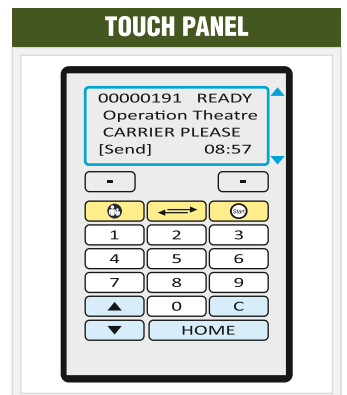 TOUCH PANEL
00000191 READY
Operation Theatre
CARRIER PLEASE
[Send] 08:57
- -
Start
1 2 3
4 5 6
7 8 9
0 C
HOME